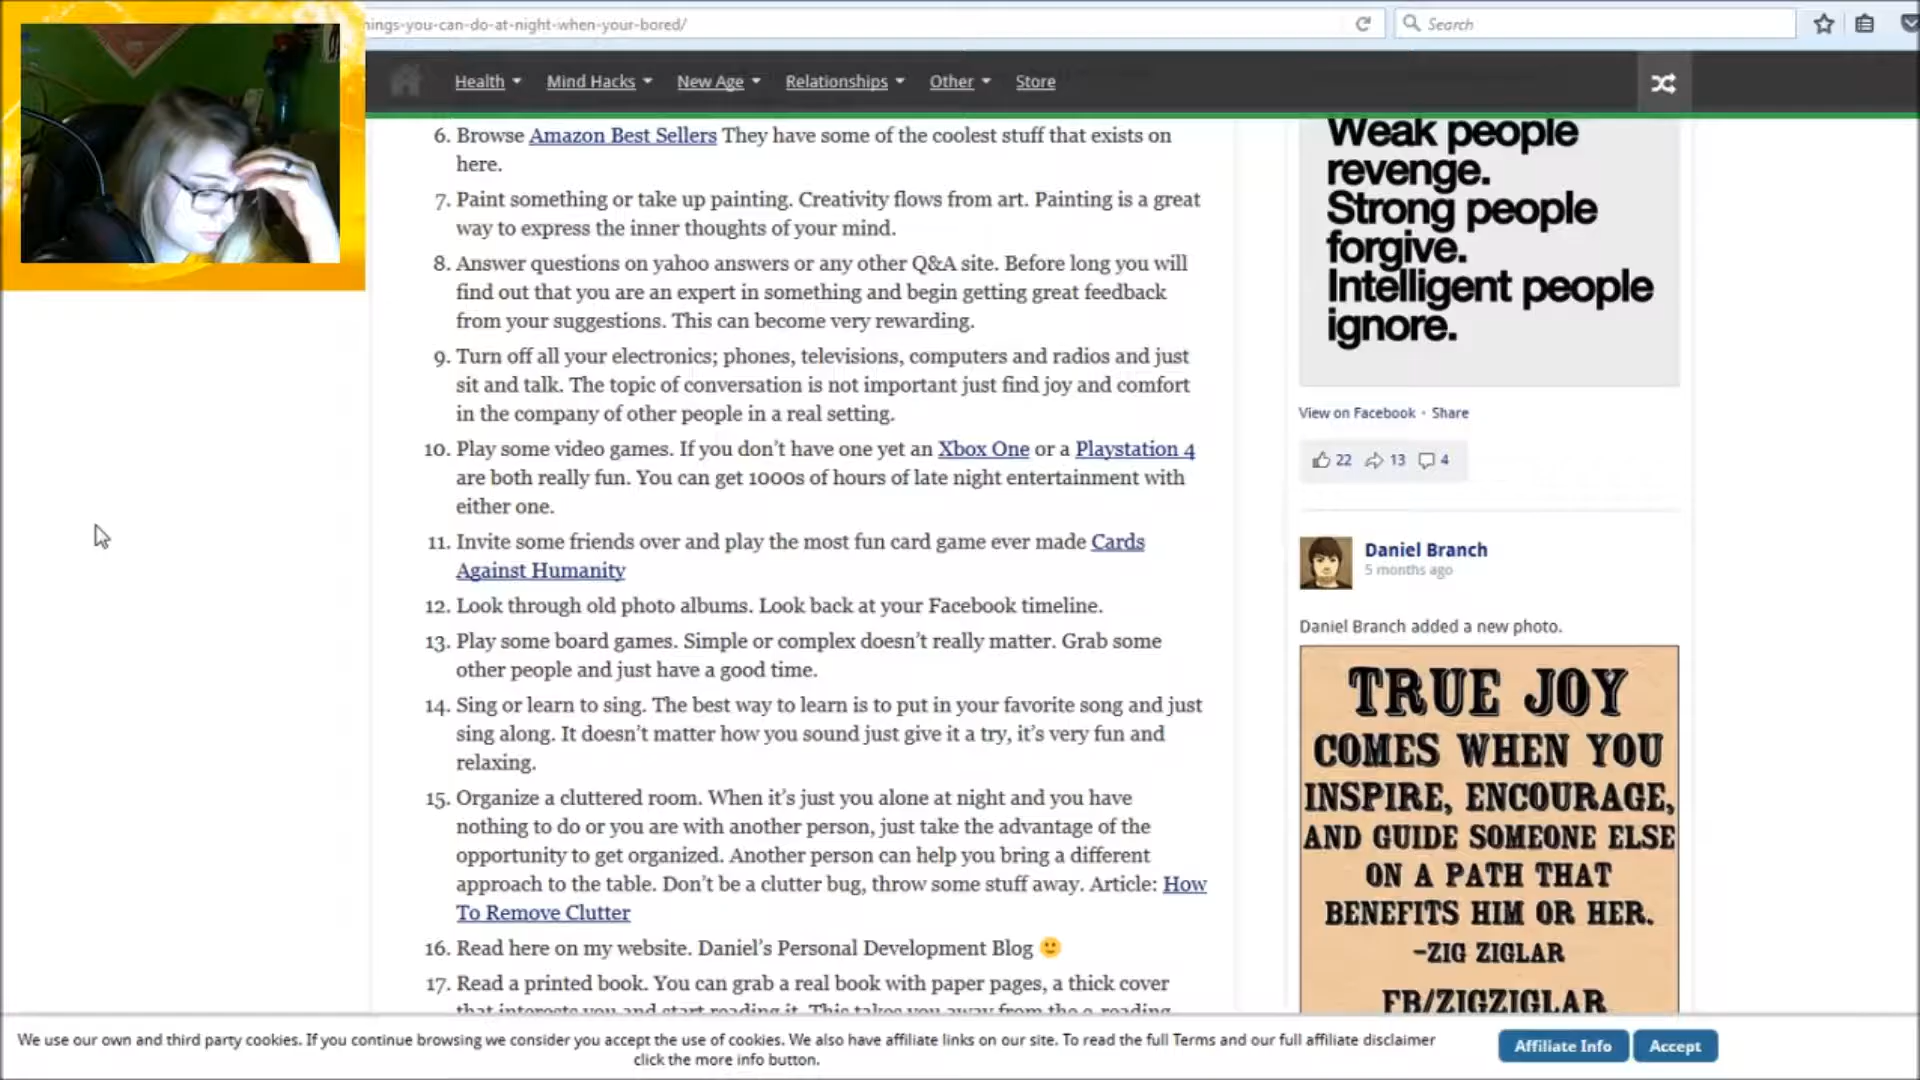 ings-you-can-do-at-night-when-your-bored/
Search
Health
Mind Hacks
New Age
Relationships
Other
Store
6. Browse Amazon Best Sellers They have some of the coolest stuff that exists on
here.
7. Paint something or take up painting. Creativity flows from art. Painting is a great
way to express the inner thoughts of your mind.
8. Answer questions on yahoo answers or any other Q&A site. Before long you will
find out that you are an expert in something and begin getting great feedback
from your suggestions. This can become very rewarding.
9. Turn off all your electronics; phones, televisions, computers and radios and just
sit and talk. The topic of conversation is not important just find joy and comfort
in the company of other people in a real setting.
10. Play some video games. If you don't have one yet an Xbox One or a Playstation 4
are both really fun. You can get 1000s of hours of late night entertainment with
either one.
11. Invite some friends over and play the most fun card game ever made Cards
Against Humanity
12. Look through old photo albums. Look back at your Facebook timeline.
13. Play some board games. Simple or complex doesn't really matter. Grab some
other people and just have a good time.
14. Sing or learn to sing. The best way to learn is to put in your favorite song and just
sing along. It doesn't matter how you sound just give it a try, it's very fun and
relaxing.
15. Organize a cluttered room. When it's just you alone at night and you have
nothing to do or you are with another person, just take the advantage of the
opportunity to get organized. Another person can help you bring a different
approach to the table. Don't be a clutter bug, throw some stuff away. Article: How
To Remove Clutter
16. Read here on my website. Daniel's Personal Development Blog 🙂
17. Read a printed book. You can grab a real book with paper pages, a thick cover
that interests you and start reading it. This takes you away from the e-reading
Weak people
revenge.
Strong people
forgive.
Intelligent people
ignore.
View on Facebook · Share
22 13 4
Daniel Branch
5 months ago
Daniel Branch added a new photo.
TRUE JOY
COMES WHEN YOU
INSPIRE, ENCOURAGE,
AND GUIDE SOMEONE ELSE
ON A PATH THAT
BENEFITS HIM OR HER.
-ZIG ZIGLAR
FB/ZIGZIGLAR
We use our own and third party cookies. If you continue browsing we consider you accept the use of cookies. We also have affiliate links on our site. To read the full Terms and our full affiliate disclaimer
click the more info button.
Affiliate Info
Accept